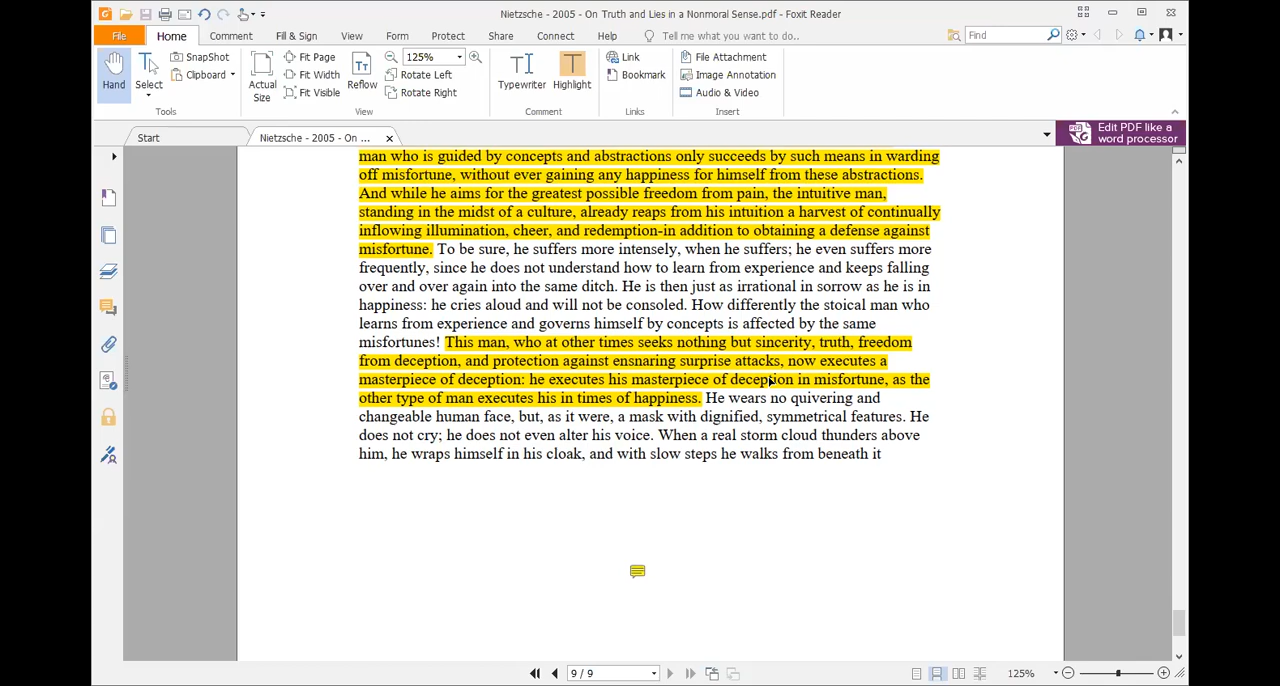 Nietzsche - 2005 - On Truth and Lies in a Nonmoral Sense.pdf - Foxit Reader
File Home Comment Fill & Sign View Form Protect Share Connect Help Tell me what you want to do.. Find
Hand
Select
SnapShot
Clipboard
Actual Size
Fit Page
Fit Width
Fit Visible
Reflow
125%
Rotate Left
Rotate Right
Typewriter
Highlight
Link
Bookmark
File Attachment
Image Annotation
Audio & Video
Tools View Comment Links Insert
Start Nietzsche - 2005 - On ... Edit PDF like a
word processor
man who is guided by concepts and abstractions only succeeds by such means in warding
off misfortune, without ever gaining any happiness for himself from these abstractions.
And while he aims for the greatest possible freedom from pain, the intuitive man,
standing in the midst of a culture, already reaps from his intuition a harvest of continually
inflowing illumination, cheer, and redemption-in addition to obtaining a defense against
misfortune. To be sure, he suffers more intensely, when he suffers; he even suffers more
frequently, since he does not understand how to learn from experience and keeps falling
over and over again into the same ditch. He is then just as irrational in sorrow as he is in
happiness: he cries aloud and will not be consoled. How differently the stoical man who
learns from experience and governs himself by concepts is affected by the same
misfortunes! This man, who at other times seeks nothing but sincerity, truth, freedom
from deception, and protection against ensnaring surprise attacks, now executes a
masterpiece of deception: he executes his masterpiece of deception in misfortune, as the
other type of man executes his in times of happiness. He wears no quivering and
changeable human face, but, as it were, a mask with dignified, symmetrical features. He
does not cry; he does not even alter his voice. When a real storm cloud thunders above
him, he wraps himself in his cloak, and with slow steps he walks from beneath it
9 / 9 125%